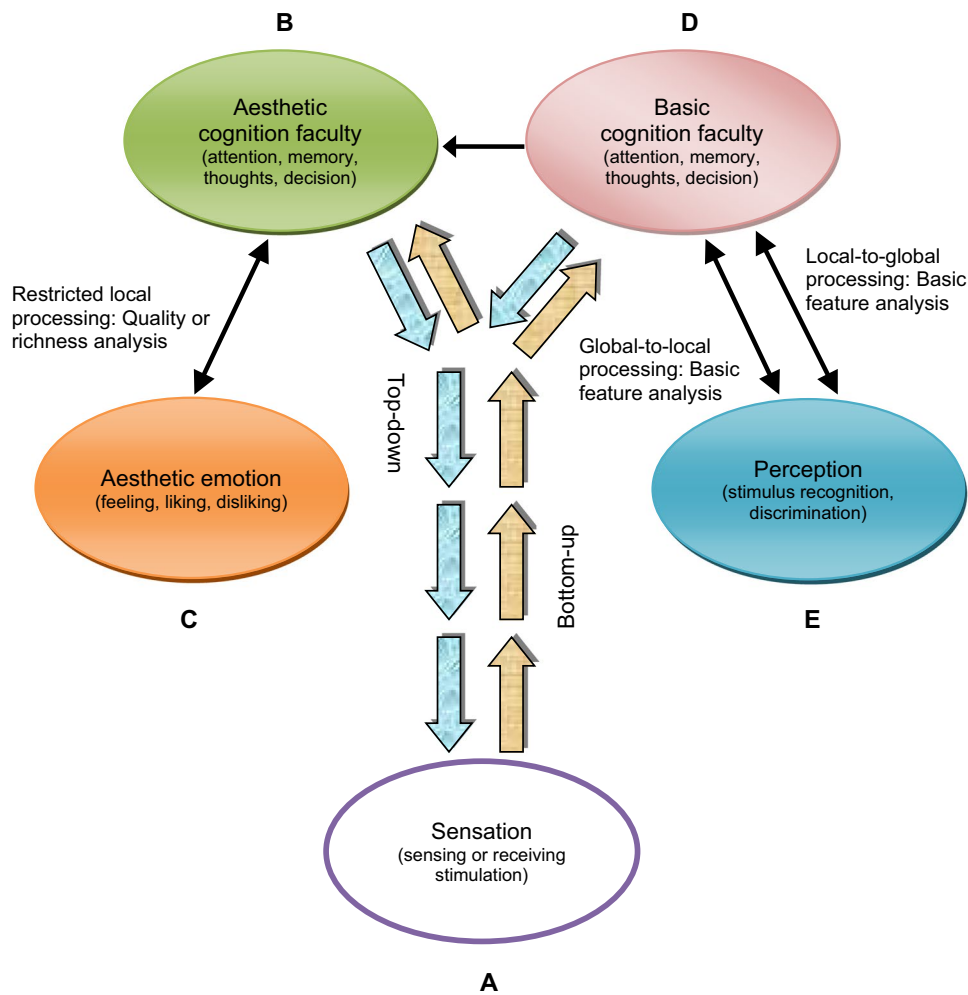 B
D
Aesthetic
cognition faculty
(attention, memory,
thoughts, decision)
Basic
cognition faculty
(attention, memory,
thoughts, decision)
Restricted local
processing: Quality or
richness analysis
Local-to-global
processing: Basic
feature analysis
Global-to-local
processing: Basic
feature analysis
Top-down
Bottom-up
Aesthetic emotion
(feeling, liking, disliking)
Perception
(stimulus recognition,
discrimination)
C
E
Sensation
(sensing or receiving
stimulation)
A